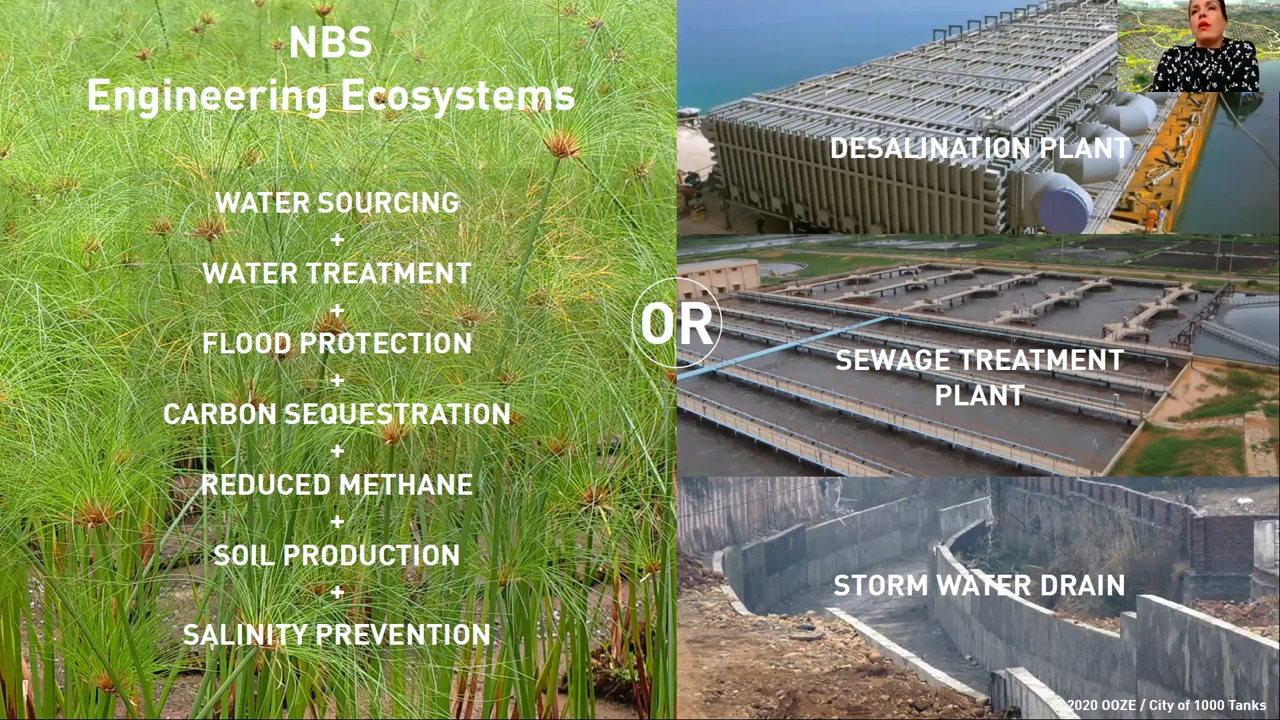 NBS
Engineering Ecosystems
WATER SOURCING
+
WATER TREATMENT
+
FLOOD PROTECTION
+
CARBON SEQUESTRATION
+
REDUCED METHANE
+
SOIL PRODUCTION
+
SALINITY PREVENTION
OR
DESALINATION PLANT
SEWAGE TREATMENT
PLANT
STORM WATER DRAIN
© 2020 OOZE / City of 1000 Tanks